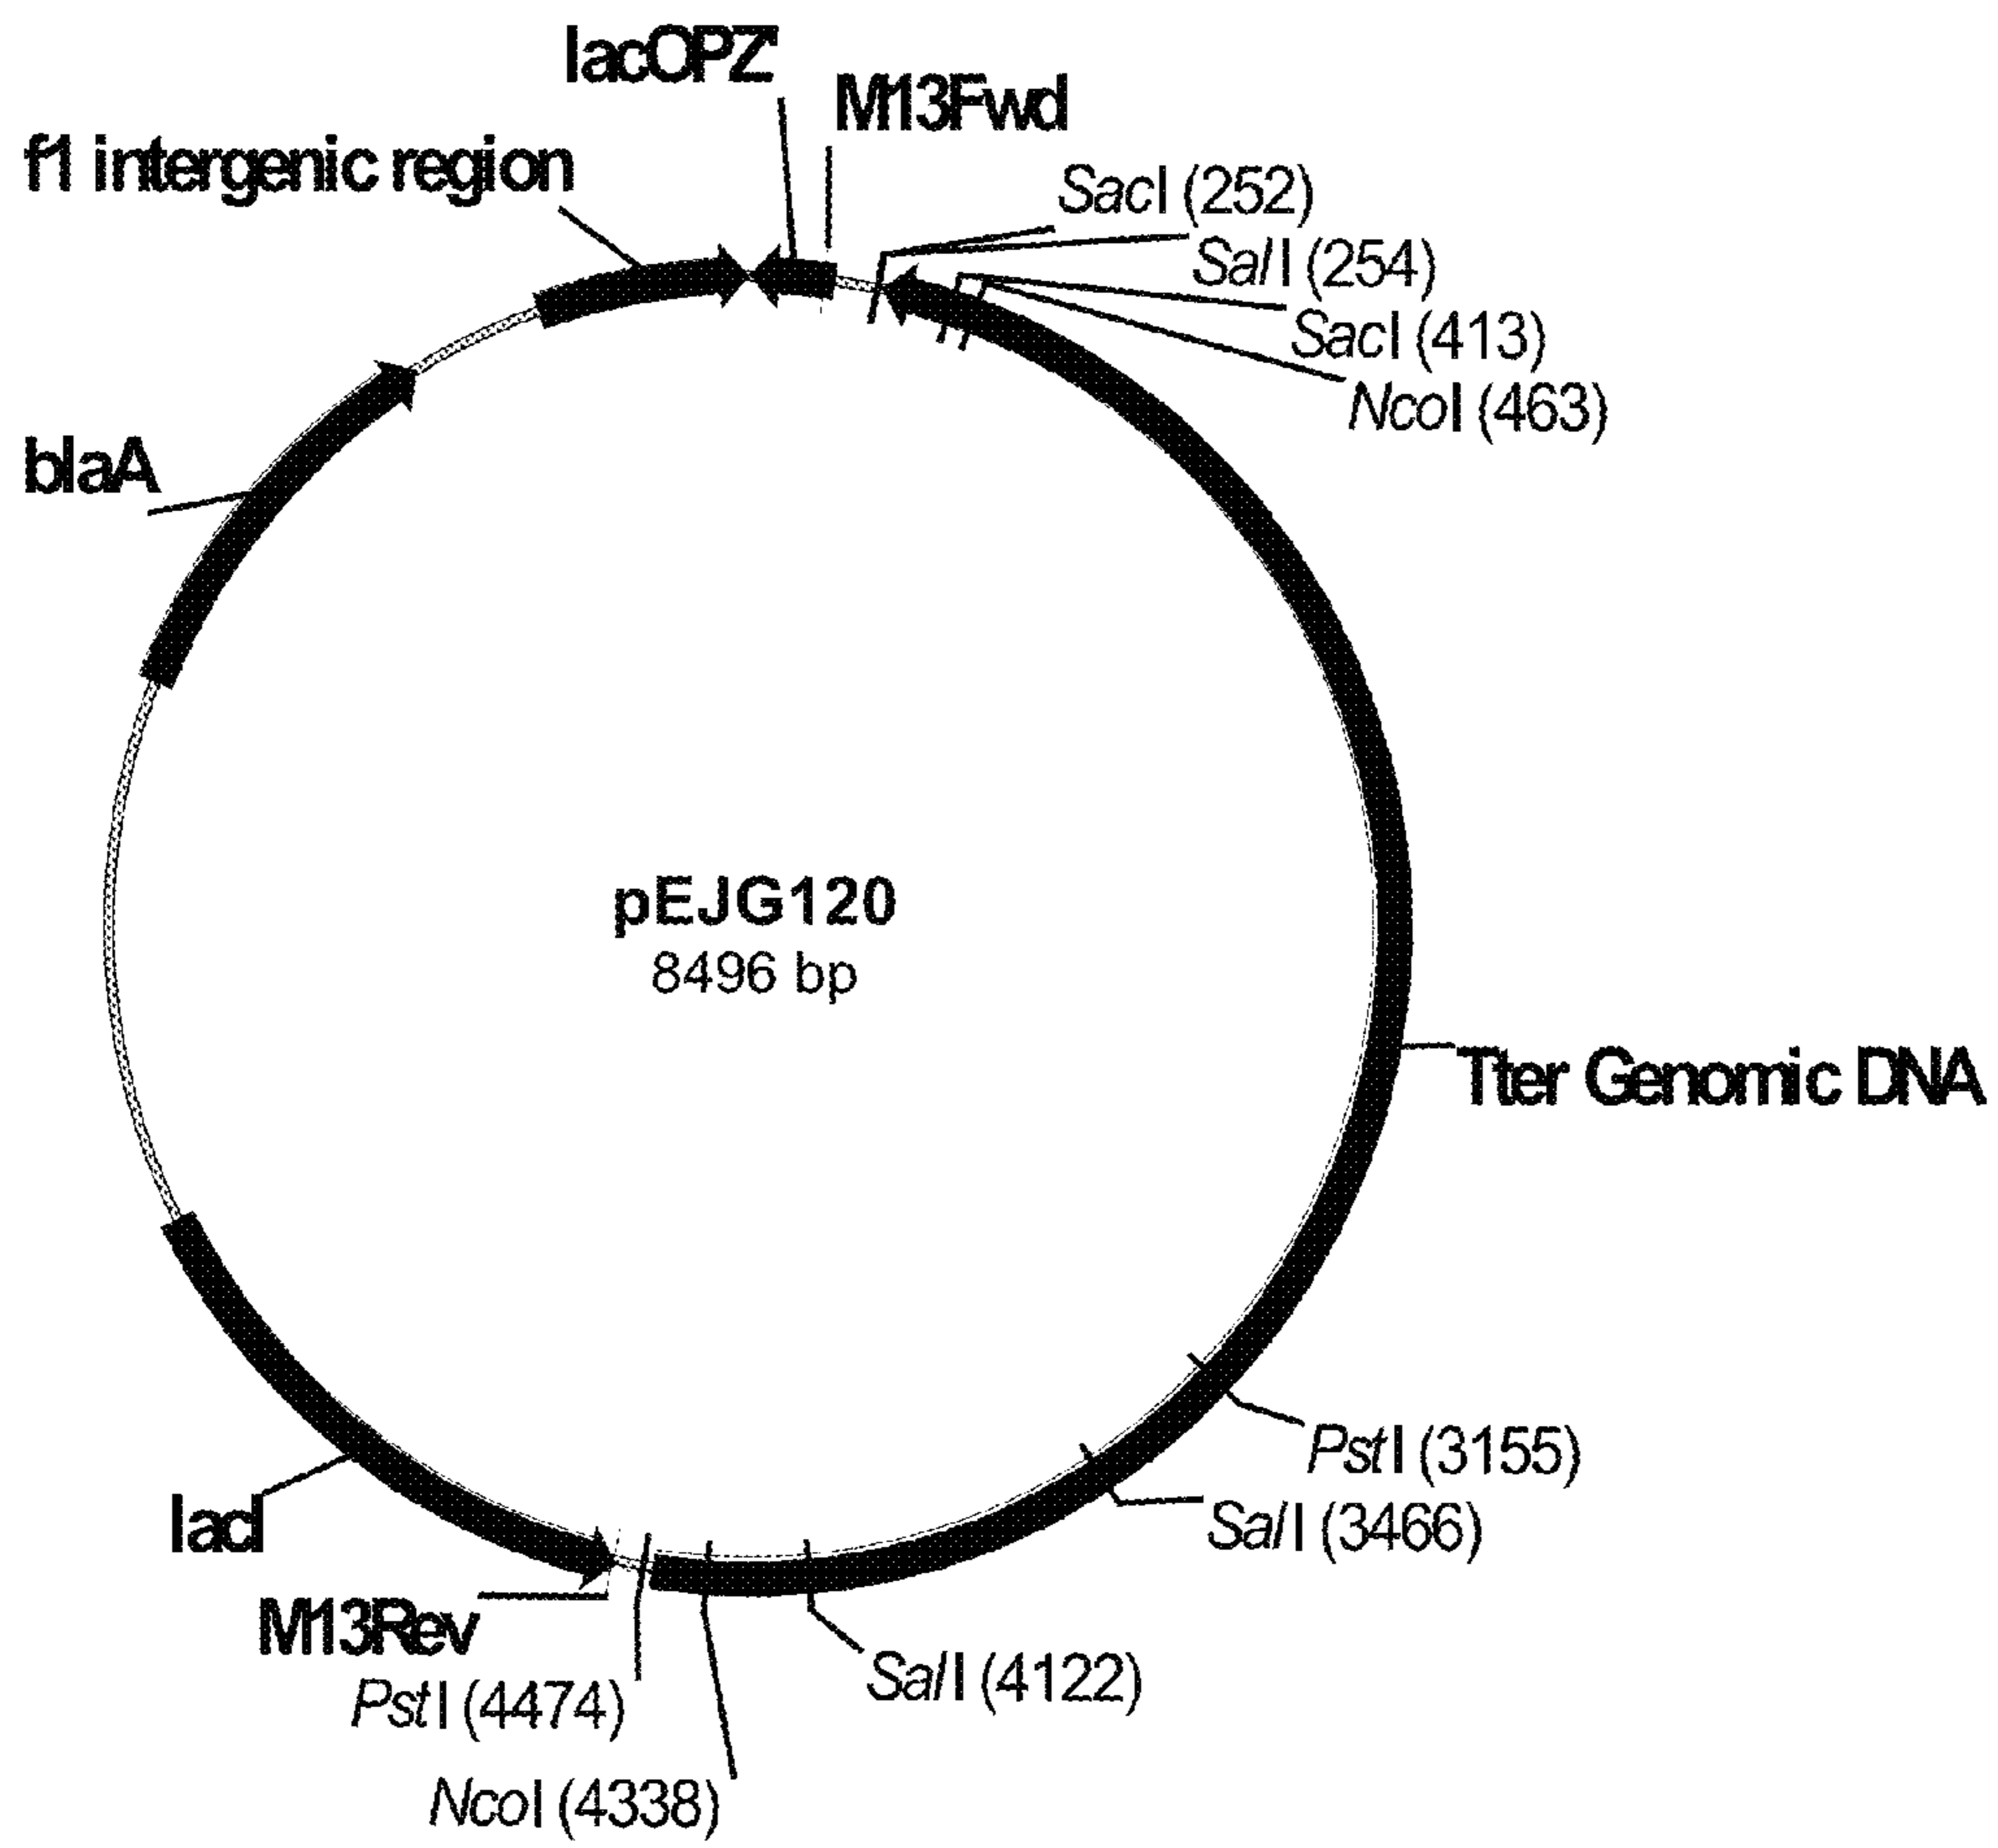 lacOPZ'
M13Fwd
f1 intergenic region
SacI (252)
SalI (254)
SacI (413)
NcoI (463)
blaA
pEJG120
8496 bp
Tter Genomic DNA
PstI (3155)
SalI (3466)
lacI
M13Rev
SalI (4122)
PstI (4474)
NcoI (4338)